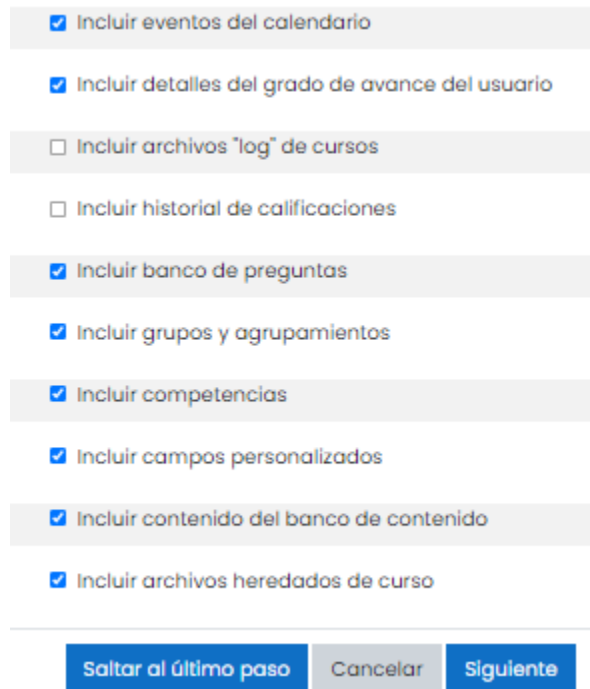 Incluir eventos del calendario
Incluir detalles del grado de avance del usuario
Incluir archivos "log" de cursos
Incluir historial de calificaciones
Incluir banco de preguntas
Incluir grupos y agrupamientos
Incluir competencias
Incluir campos personalizados
Incluir contenido del banco de contenido
Incluir archivos heredados de curso
Saltar al último paso Cancelar Siguiente